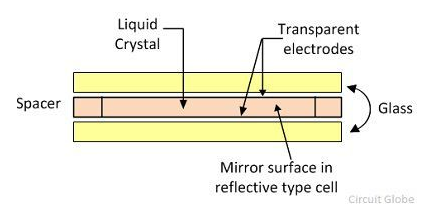 Liquid
Crystal
Transparent
electrodes
Spacer
Glass
Mirror surface in
reflective type cell
Circuit Globe